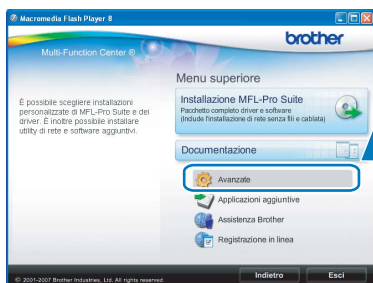 Macromedia Flash Player 8
brother
Multi-Function Center ®
Menu superiore
È possibile scegliere installazioni
personalizzate di MFL-Pro Suite e dei
driver. È inoltre possibile installare
utility di rete e software aggiuntivi.
Installazione MFL-Pro Suite
Pacchetto completo driver e software
(Include l'installazione di rete senza fili e cablata)
Documentazione
Avanzate
Applicazioni aggiuntive
Assistenza Brother
Registrazione in linea
© 2001-2007 Brother Industries, Ltd. All rights reserved.
Indietro
Esci